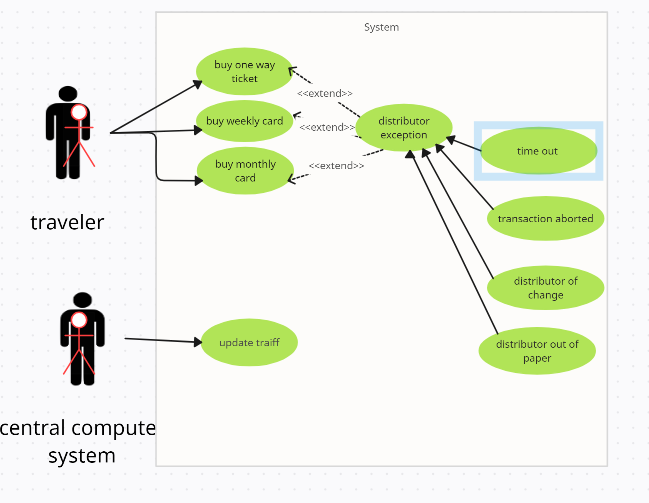 System
buy one way
ticket
<<extend>>
buy weekly card
<<extend>>
distributor
exception
time out
buy monthly
card
<<extend>>
traveler
transaction aborted
distributor of
change
update traiff
distributor out of
paper
central compute
system